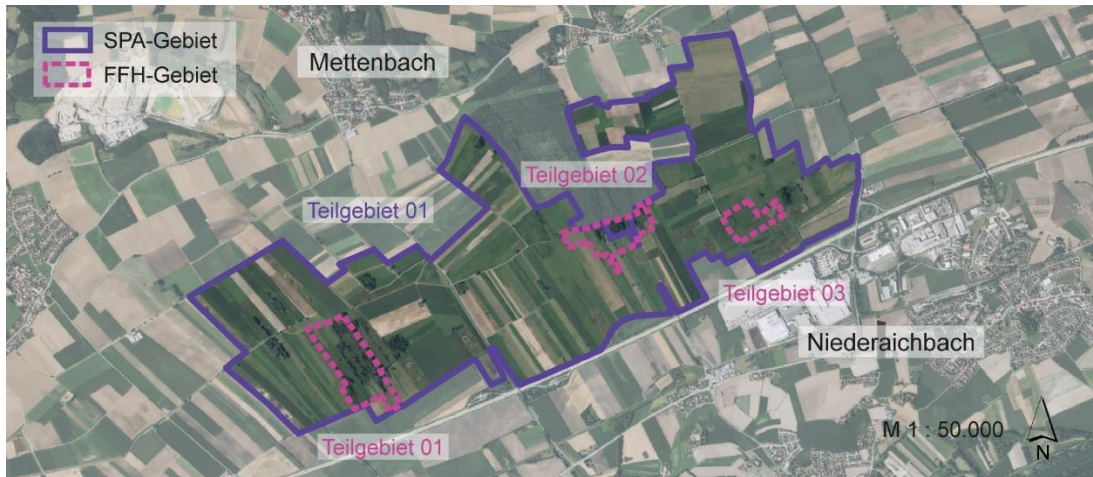 SPA-Gebiet
FFH-Gebiet
Mettenbach
Teilgebiet 02
Teilgebiet 01
Teilgebiet 03
Niederaichbach
Teilgebiet 01
M 1 : 50.000
N